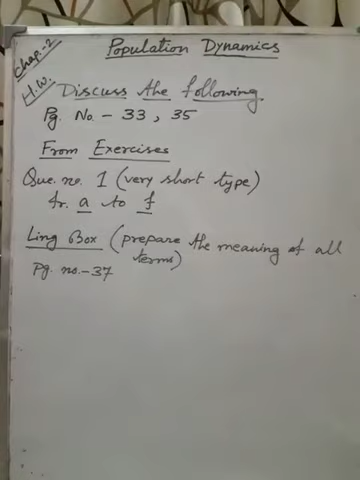 Chap.-2
Population Dynamics
H.W.
Discuss the following
Pg. No. - 33, 35
From Exercises
Que. no. 1 (very short type)
fr. a to f
Ling Box (prepare the meaning of all
terms)
Pg. no.-37